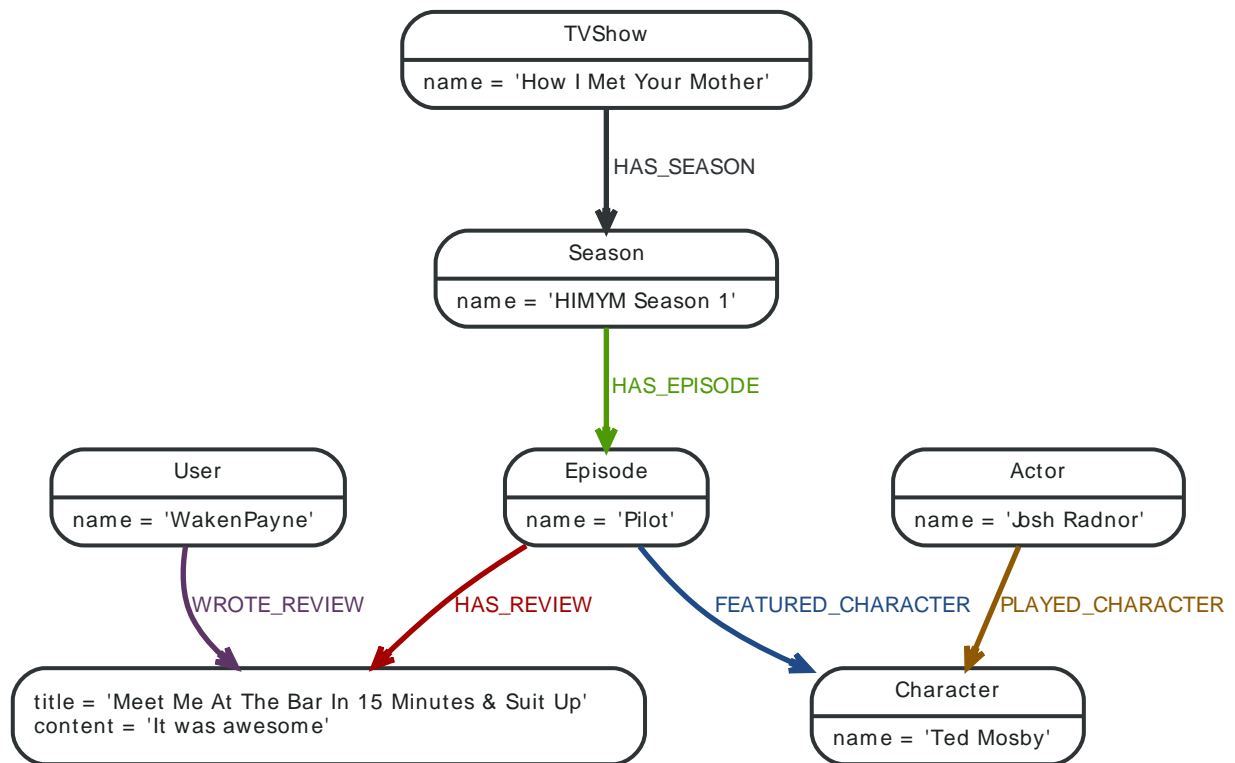 TVShow
name = 'How I Met Your Mother'
HAS_SEASON
Season
name = 'HIMYM Season 1'
HAS_EPISODE
User
name = 'WakenPayne'
Episode
name = 'Pilot'
Actor
name = 'Josh Radnor'
WROTE_REVIEW
HAS_REVIEW
FEATURED_CHARACTER
PLAYED_CHARACTER
title = 'Meet Me At The Bar In 15 Minutes & Suit Up'
content = 'It was awesome'
Character
name = 'Ted Mosby'